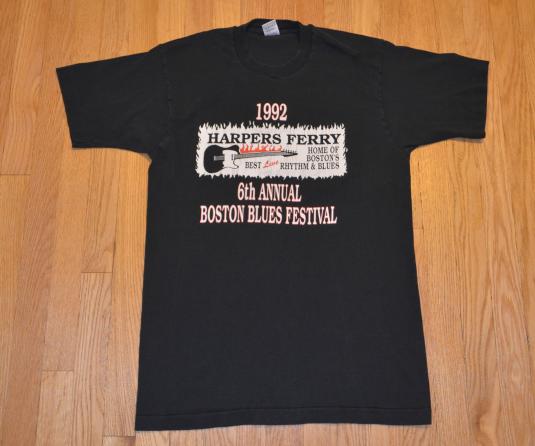 1992
HARPERS FERRY
HOME OF
BOSTON'S
BEST Live RHYTHM & BLUES
6th ANNUAL
BOSTON BLUES FESTIVAL